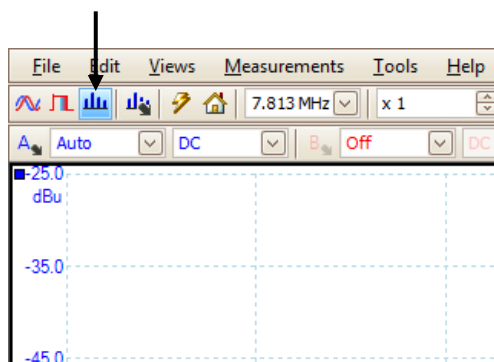 File Edit Views Measurements Tools Help
7.813 MHz x 1
A Auto DC B Off DC
-25.0
dBu
-35.0
-45.0